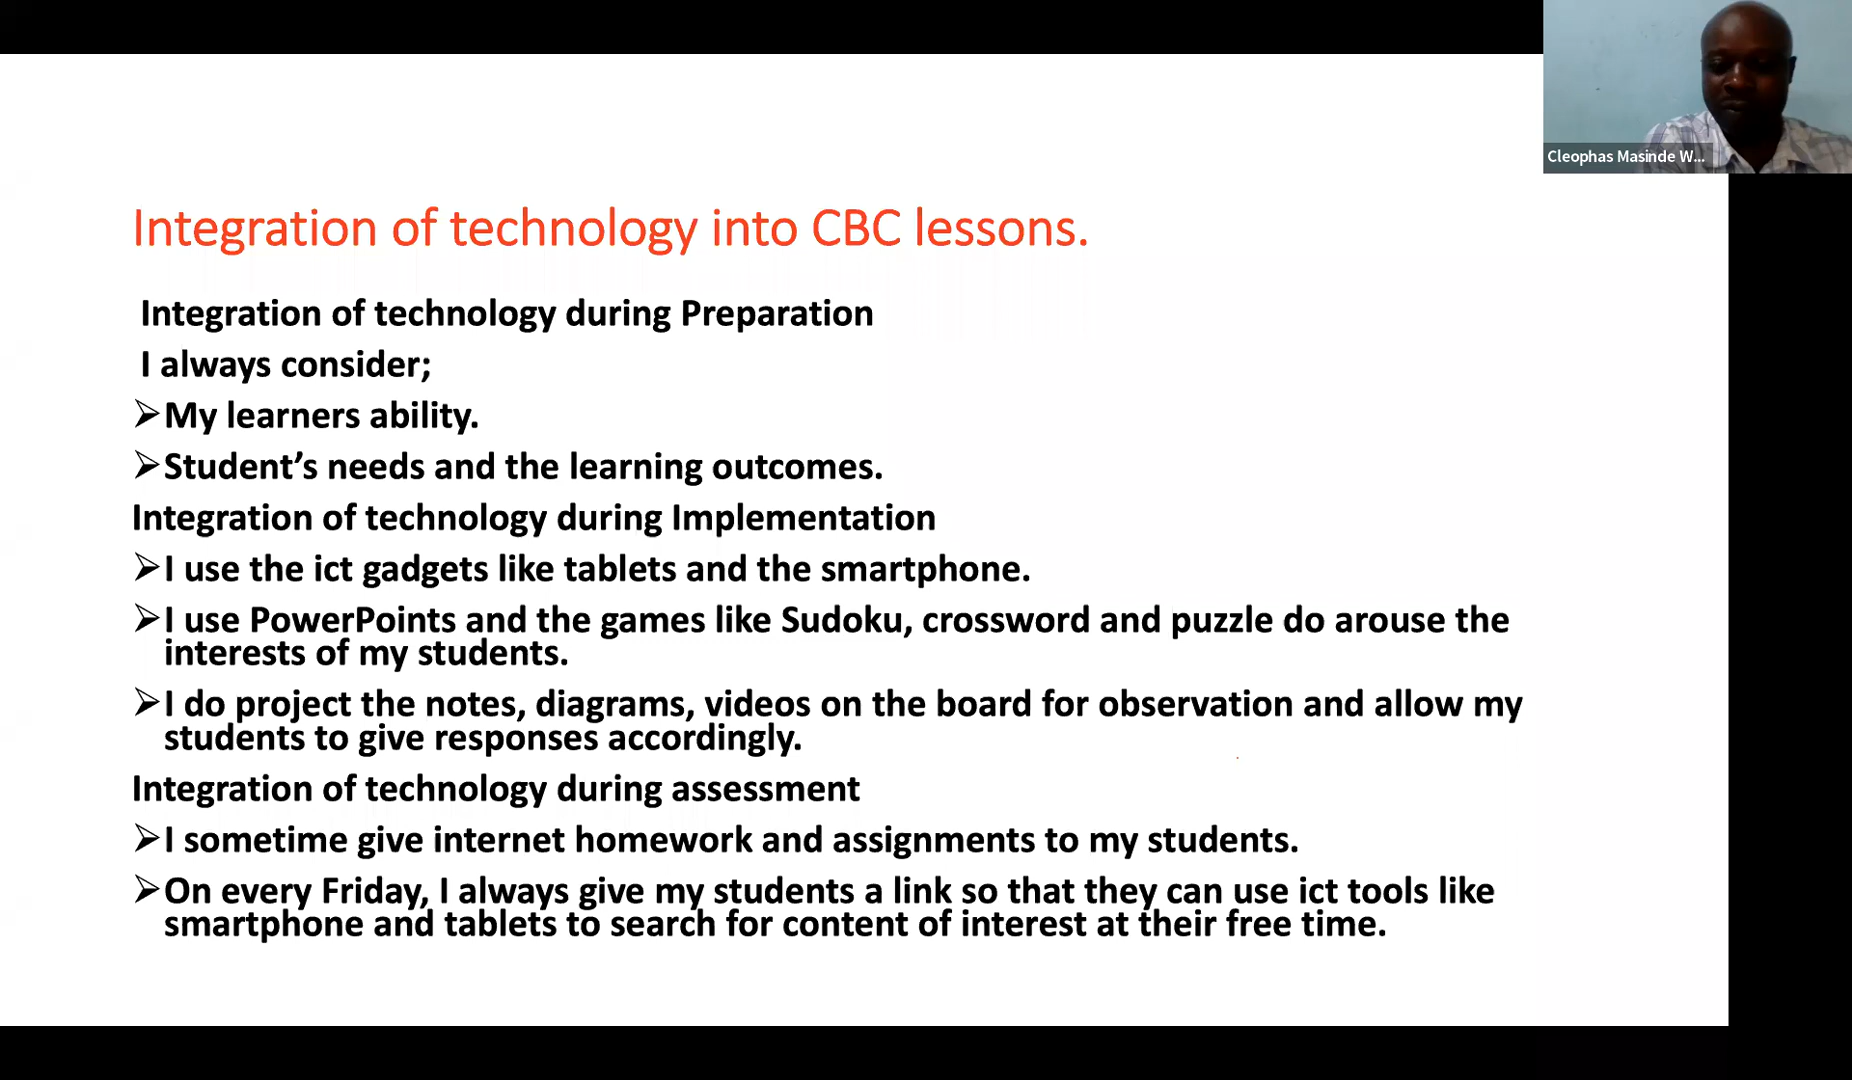 Cleophas Masinde W...
Integration of technology into CBC lessons.
Integration of technology during Preparation
I always consider;
➢My learners ability.
➢Student’s needs and the learning outcomes.
Integration of technology during Implementation
➢I use the ict gadgets like tablets and the smartphone.
➢I use PowerPoints and the games like Sudoku, crossword and puzzle do arouse the
interests of my students.
➢I do project the notes, diagrams, videos on the board for observation and allow my
students to give responses accordingly.
Integration of technology during assessment
➢I sometime give internet homework and assignments to my students.
➢On every Friday, I always give my students a link so that they can use ict tools like
smartphone and tablets to search for content of interest at their free time.